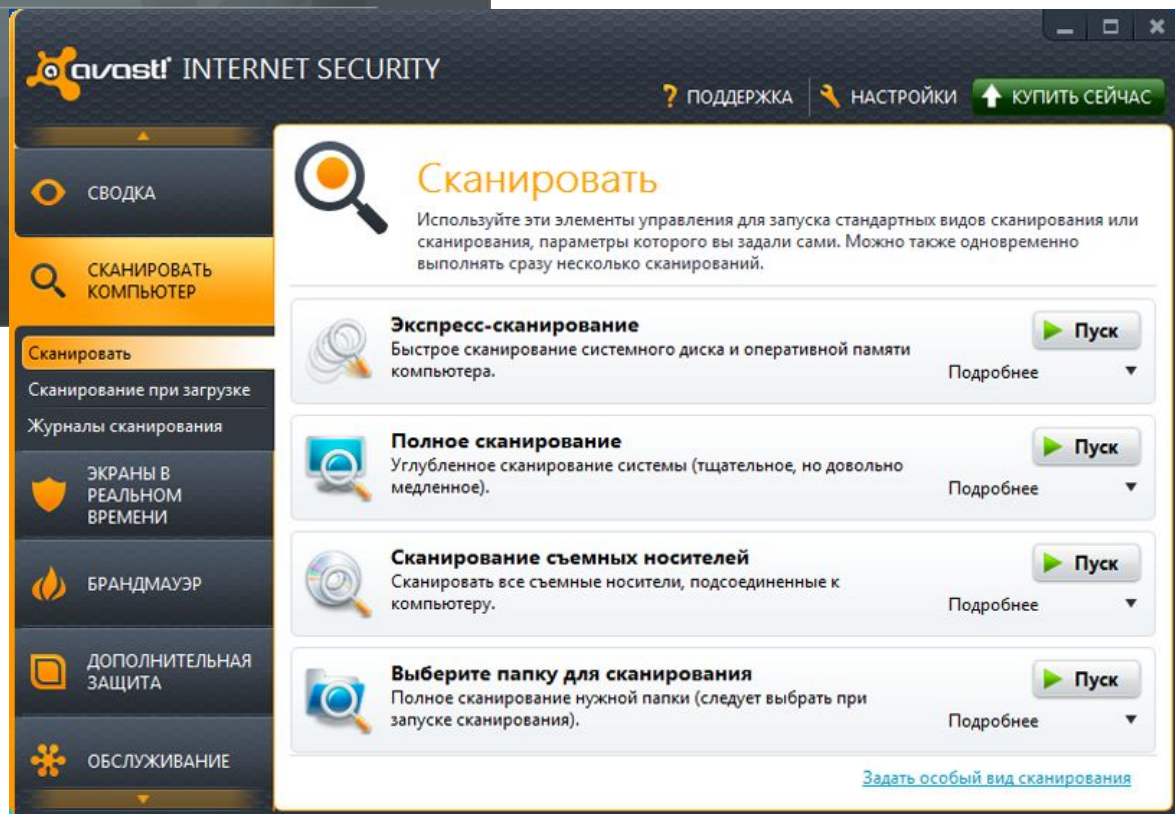 avast! INTERNET SECURITY
? ПОДДЕРЖКА
НАСТРОЙКИ
КУПИТЬ СЕЙЧАС
СВОДКА
СКАНИРОВАТЬ
КОМПЬЮТЕР
Сканировать
Сканирование при загрузке
Журналы сканирования
ЭКРАНЫ В
РЕАЛЬНОМ
ВРЕМЕНИ
БРАНДМАУЭР
ДОПОЛНИТЕЛЬНАЯ
ЗАЩИТА
ОБСЛУЖИВАНИЕ
Сканировать
Используйте эти элементы управления для запуска стандартных видов сканирования или
сканирования, параметры которого вы задали сами. Можно также одновременно
выполнять сразу несколько сканирований.
Экспресс-сканирование
Быстрое сканирование системного диска и оперативной памяти
компьютера.
Пуск
Подробнее
Полное сканирование
Углубленное сканирование системы (тщательное, но довольно
медленное).
Пуск
Подробнее
Сканирование съемных носителей
Сканировать все съемные носители, подсоединенные к
компьютеру.
Пуск
Подробнее
Выберите папку для сканирования
Полное сканирование нужной папки (следует выбрать при
запуске сканирования).
Пуск
Подробнее
Задать особый вид сканирования